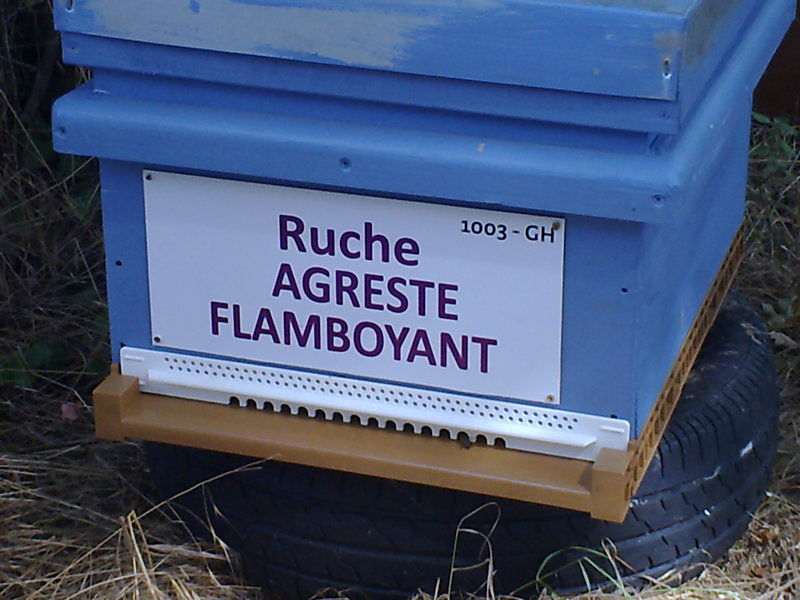 1003 - GH
Ruche
AGRESTE
FLAMBOYANT